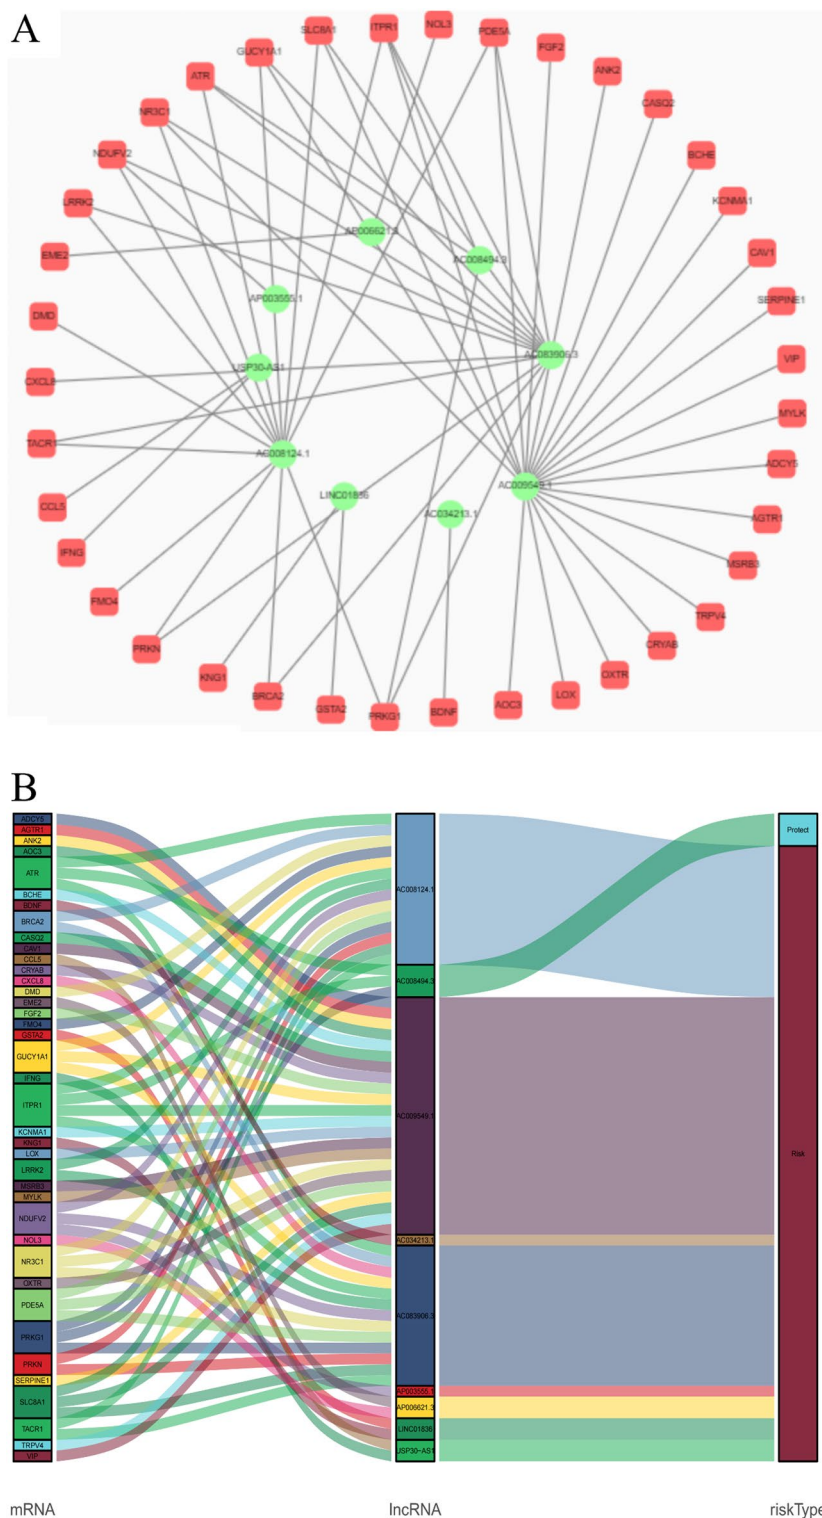 A
SLC8A1
ITPR1
NOL3
PDE5A
GUCY1A1
FGF2
ATR
ANK2
NR3C1
CASQ2
NDUFV2
BCHE
LRRK2
KCNMA1
AP006621.3
EME2
AC008494.3
CAV1
AP003555.1
SERPINE1
DMD
AC083906.3
VIP
USP30-AS1
CXCL8
MYLK
TACR1
AC008124.1
ADCY5
LINC01836
AC009549.1
CCL5
AC034213.1
AGTR1
IFNG
MSRB3
FMO4
TRPV4
PRKN
CRYAB
KNG1
OXTR
BRCA2
LOX
GSTA2
PRKG1
BDNF
AOC3
B
ADCY5
AGTR1
ANK2
AOC3
ATR
BCHE
BDNF
BRCA2
CASQ2
CAV1
CCL5
CRYAB
CXCL8
DMD
EME2
FGF2
FMO4
GSTA2
GUCY1A1
IFNG
ITPR1
KCNMA1
KNG1
LOX
LRRK2
MSRB3
MYLK
NDUFV2
NOL3
NR3C1
OXTR
PDE5A
PRKG1
PRKN
SERPINE1
SLC8A1
TACR1
TRPV4
VIP
AC008124.1
AC008494.3
AC009549.1
AC034213.1
AC083906.3
AP003555.1
AP006621.3
LINC01836
USP30-AS1
Protect
Risk
mRNA
lncRNA
riskType